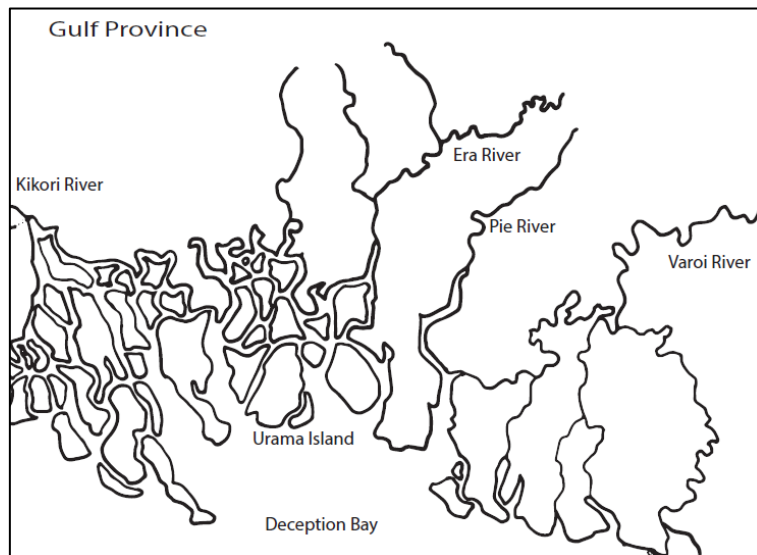 Gulf Province
Era River
Kikori River
Pie River
Varoi River
Urama Island
Deception Bay